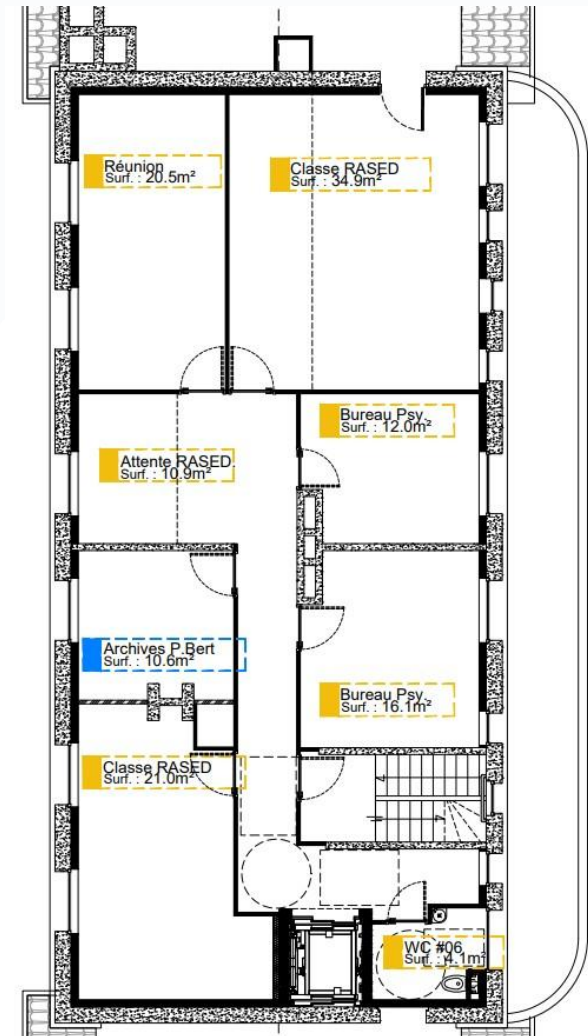 Réunion
Surf. : 20.5m²
Classe RASED
Surf. : 34.9m²
Bureau Psy.
Surf. : 12.0m²
Attente RASED
Surf. : 10.9m²
Archives P.Bert
Surf. : 10.6m²
Bureau Psy.
Surf. : 16.1m²
Classe RASED
Surf. : 21.0m²
WC #06
Surf. : 4.1m²